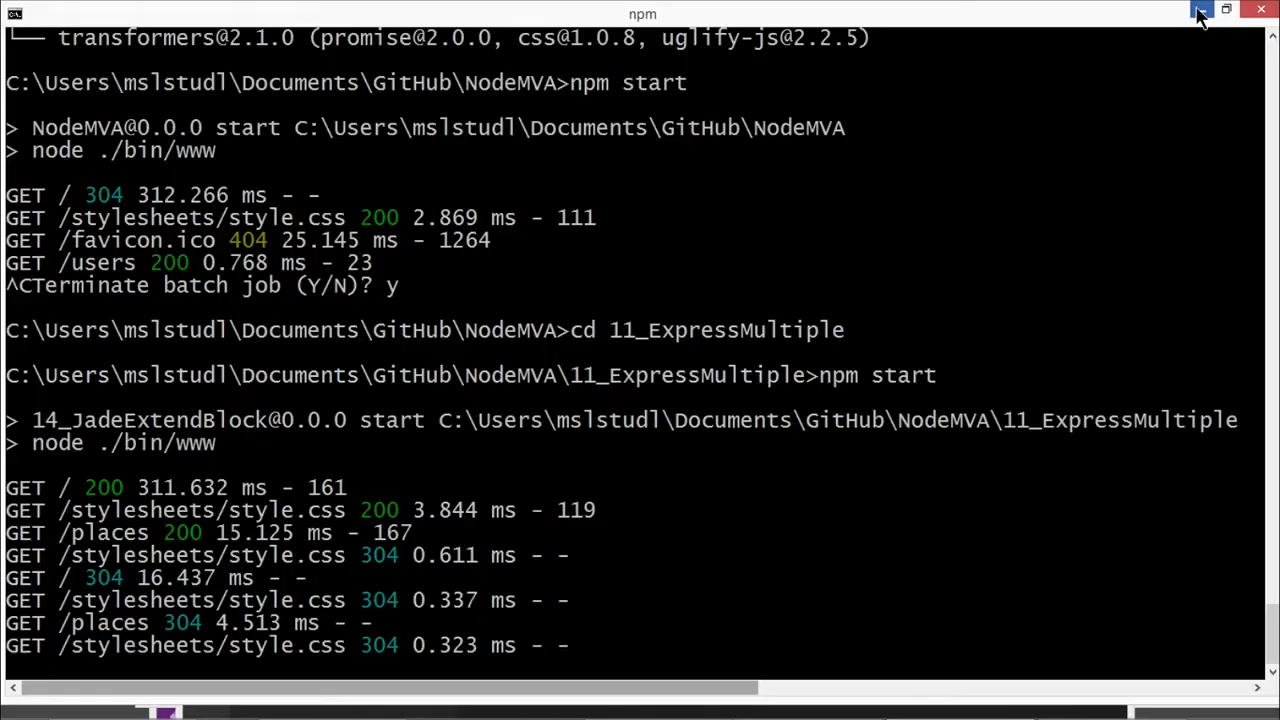 npm
└── transformers@2.1.0 (promise@2.0.0, css@1.0.8, uglify-js@2.2.5)
C:\Users\mslstudl\Documents\GitHub\NodeMVA>npm start
> NodeMVA@0.0.0 start C:\Users\mslstudl\Documents\GitHub\NodeMVA
> node ./bin/www
GET / 304 312.266 ms - -
GET /stylesheets/style.css 200 2.869 ms - 111
GET /favicon.ico 404 25.145 ms - 1264
GET /users 200 0.768 ms - 23
^CTerminate batch job (Y/N)? y
C:\Users\mslstudl\Documents\GitHub\NodeMVA>cd 11_ExpressMultiple
C:\Users\mslstudl\Documents\GitHub\NodeMVA\11_ExpressMultiple>npm start
> 14_JadeExtendBlock@0.0.0 start C:\Users\mslstudl\Documents\GitHub\NodeMVA\11_ExpressMultiple
> node ./bin/www
GET / 200 311.632 ms - 161
GET /stylesheets/style.css 200 3.844 ms - 119
GET /places 200 15.125 ms - 167
GET /stylesheets/style.css 304 0.611 ms - -
GET / 304 16.437 ms - -
GET /stylesheets/style.css 304 0.337 ms - -
GET /places 304 4.513 ms - -
GET /stylesheets/style.css 304 0.323 ms - -